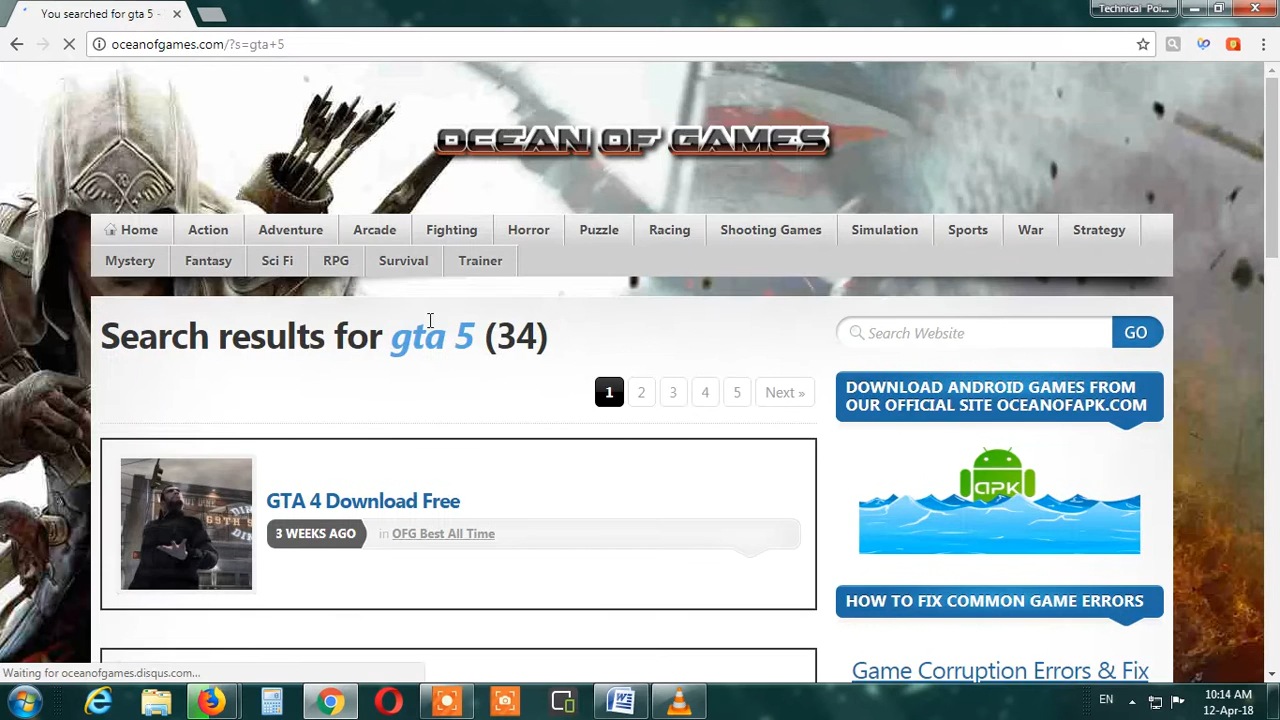 You searched for gta 5 -
Technical Poi...
oceanofgames.com/?s=gta+5
OCEAN OF GAMES
Home Action Adventure Arcade Fighting Horror Puzzle Racing Shooting Games Simulation Sports War Strategy
Mystery Fantasy Sci Fi RPG Survival Trainer
Search results for gta 5 (34)
Search Website GO
1 2 3 4 5 Next »
DOWNLOAD ANDROID GAMES FROM
OUR OFFICIAL SITE OCEANOFAPK.COM
apk
GTA 4 Download Free
3 WEEKS AGO in OFG Best All Time
HOW TO FIX COMMON GAME ERRORS
Game Corruption Errors & Fix
Waiting for oceanofgames.disqus.com...
EN
10:14 AM
12-Apr-18